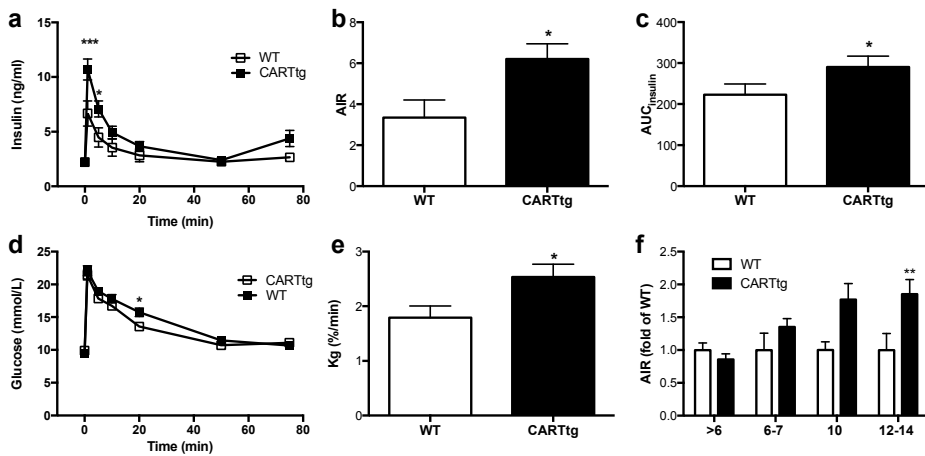 a
Insulin (ng/ml)
15
10
5
0
***
*
WT
CARTtg
0 20 40 60 80
Time (min)
b
AIR
8
6
4
2
0
*
WT CARTtg
c
AUCInsulin
400
300
200
100
0
*
WT CARTtg
d
Glucose (mmol/L)
25
20
15
10
5
0
*
CARTtg
WT
0 20 40 60 80
Time (min)
e
Kg (%/min)
3
2
1
0
*
WT CARTtg
f
AIR (fold of WT)
2.5
2.0
1.5
1.0
0.5
0.0
WT
CARTtg
**
>6 6-7 10 12-14